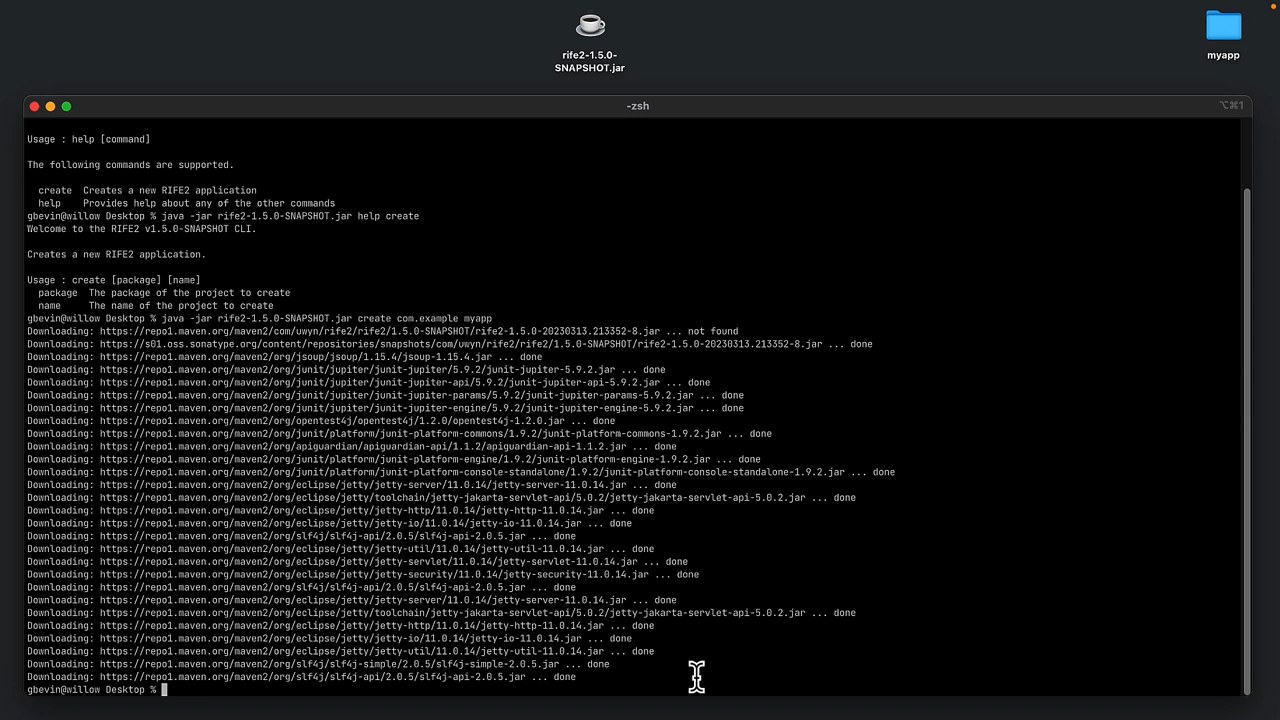 rife2-1.5.0-
SNAPSHOT.jar
myapp
-zsh
⌥⌘1
Usage : help [command]
The following commands are supported.
create  Creates a new RIFE2 application
help    Provides help about any of the other commands
gbevin@willow Desktop % java -jar rife2-1.5.0-SNAPSHOT.jar help create
Welcome to the RIFE2 v1.5.0-SNAPSHOT CLI.
Creates a new RIFE2 application.
Usage : create [package] [name]
package  The package of the project to create
name     The name of the project to create
gbevin@willow Desktop % java -jar rife2-1.5.0-SNAPSHOT.jar create com.example myapp
Downloading: https://repo1.maven.org/maven2/com/uwyn/rife2/rife2/1.5.0-SNAPSHOT/rife2-1.5.0-20230313.213352-8.jar ... not found
Downloading: https://s01.oss.sonatype.org/content/repositories/snapshots/com/uwyn/rife2/rife2/1.5.0-SNAPSHOT/rife2-1.5.0-20230313.213352-8.jar ... done
Downloading: https://repo1.maven.org/maven2/org/jsoup/jsoup/1.15.4/jsoup-1.15.4.jar ... done
Downloading: https://repo1.maven.org/maven2/org/junit/jupiter/junit-jupiter/5.9.2/junit-jupiter-5.9.2.jar ... done
Downloading: https://repo1.maven.org/maven2/org/junit/jupiter/junit-jupiter-api/5.9.2/junit-jupiter-api-5.9.2.jar ... done
Downloading: https://repo1.maven.org/maven2/org/junit/jupiter/junit-jupiter-params/5.9.2/junit-jupiter-params-5.9.2.jar ... done
Downloading: https://repo1.maven.org/maven2/org/junit/jupiter/junit-jupiter-engine/5.9.2/junit-jupiter-engine-5.9.2.jar ... done
Downloading: https://repo1.maven.org/maven2/org/opentest4j/opentest4j/1.2.0/opentest4j-1.2.0.jar ... done
Downloading: https://repo1.maven.org/maven2/org/junit/platform/junit-platform-commons/1.9.2/junit-platform-commons-1.9.2.jar ... done
Downloading: https://repo1.maven.org/maven2/org/apiguardian/apiguardian-api/1.1.2/apiguardian-api-1.1.2.jar ... done
Downloading: https://repo1.maven.org/maven2/org/junit/platform/junit-platform-engine/1.9.2/junit-platform-engine-1.9.2.jar ... done
Downloading: https://repo1.maven.org/maven2/org/junit/platform/junit-platform-console-standalone/1.9.2/junit-platform-console-standalone-1.9.2.jar ... done
Downloading: https://repo1.maven.org/maven2/org/eclipse/jetty/jetty-server/11.0.14/jetty-server-11.0.14.jar ... done
Downloading: https://repo1.maven.org/maven2/org/eclipse/jetty/toolchain/jetty-jakarta-servlet-api/5.0.2/jetty-jakarta-servlet-api-5.0.2.jar ... done
Downloading: https://repo1.maven.org/maven2/org/eclipse/jetty/jetty-http/11.0.14/jetty-http-11.0.14.jar ... done
Downloading: https://repo1.maven.org/maven2/org/eclipse/jetty/jetty-io/11.0.14/jetty-io-11.0.14.jar ... done
Downloading: https://repo1.maven.org/maven2/org/slf4j/slf4j-api/2.0.5/slf4j-api-2.0.5.jar ... done
Downloading: https://repo1.maven.org/maven2/org/eclipse/jetty/jetty-util/11.0.14/jetty-util-11.0.14.jar ... done
Downloading: https://repo1.maven.org/maven2/org/eclipse/jetty/jetty-servlet/11.0.14/jetty-servlet-11.0.14.jar ... done
Downloading: https://repo1.maven.org/maven2/org/eclipse/jetty/jetty-security/11.0.14/jetty-security-11.0.14.jar ... done
Downloading: https://repo1.maven.org/maven2/org/slf4j/slf4j-api/2.0.5/slf4j-api-2.0.5.jar ... done
Downloading: https://repo1.maven.org/maven2/org/eclipse/jetty/jetty-server/11.0.14/jetty-server-11.0.14.jar ... done
Downloading: https://repo1.maven.org/maven2/org/eclipse/jetty/toolchain/jetty-jakarta-servlet-api/5.0.2/jetty-jakarta-servlet-api-5.0.2.jar ... done
Downloading: https://repo1.maven.org/maven2/org/eclipse/jetty/jetty-http/11.0.14/jetty-http-11.0.14.jar ... done
Downloading: https://repo1.maven.org/maven2/org/eclipse/jetty/jetty-io/11.0.14/jetty-io-11.0.14.jar ... done
Downloading: https://repo1.maven.org/maven2/org/eclipse/jetty/jetty-util/11.0.14/jetty-util-11.0.14.jar ... done
Downloading: https://repo1.maven.org/maven2/org/slf4j/slf4j-simple/2.0.5/slf4j-simple-2.0.5.jar ... done
Downloading: https://repo1.maven.org/maven2/org/slf4j/slf4j-api/2.0.5/slf4j-api-2.0.5.jar ... done
gbevin@willow Desktop %